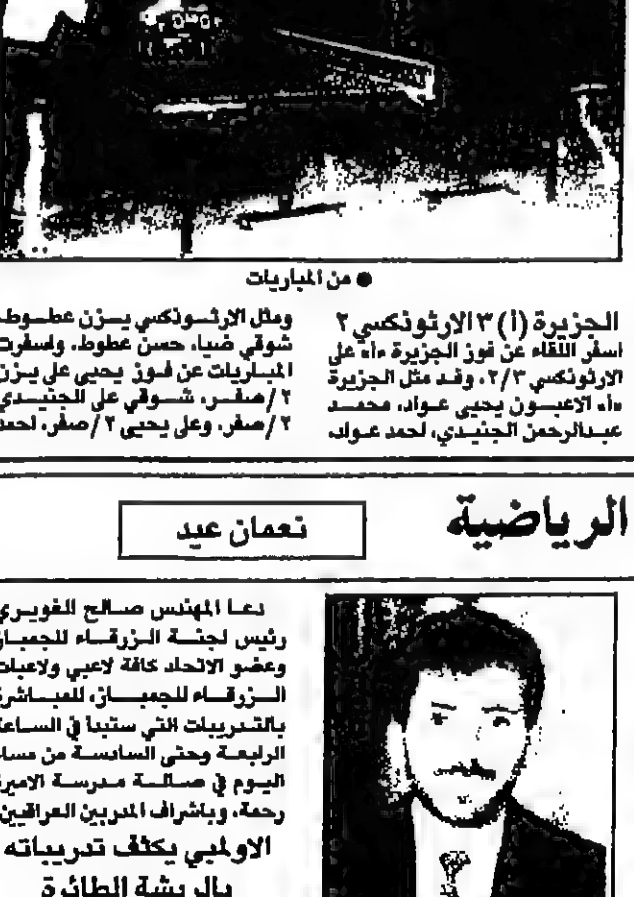 ● من المباريات
الجزيرة (أ) ٣ الارثوذكسي ٢
اسفر اللقاء عن فوز الجزيرة «أ» على
الارثوذكسي ٢/٣، وقد مثل الجزيرة
«أ» الاعبون يحيى عواد، محمد
عبدالرحمن الجنيدي، احمد عواد،
ومثل الارثوذكسي يزن عطوط،
شوقي ضيا، حسن عطوط، واسفرت
المباريات عن فوز يحيى على يزن
٢/صفر، شوقي على الجنيدي
٢/صفر، وعلى يحيى ٢/صفر، احمد
الرياضية
نعمان عيد
دعا المهندس صالح الغويري
رئيس لجنة الزرقاء للجمباز
وعضو الاتحاد كافة لاعبي ولاعبات
الزرقاء للجمباز، للمباشرة
بالتدريبات التي ستبدأ في الساعة
الرابعة وحتى السادسة من مساء
اليوم في صالة مدرسة الاميرة
رحمة، وباشراف المدربين العراقيين
الاولمبي يكثف تدريباته
بالريشة الطائرة